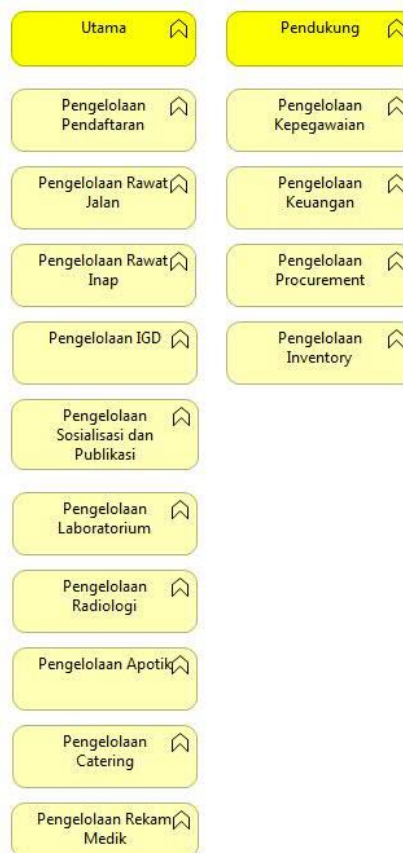 Utama
Pengelolaan
Pendaftaran
Pengelolaan Rawat
Jalan
Pengelolaan Rawat
Inap
Pengelolaan IGD
Pengelolaan
Sosialisasi dan
Publikasi
Pengelolaan
Laboratorium
Pengelolaan
Radiologi
Pengelolaan Apotik
Pengelolaan
Catering
Pengelolaan Rekam
Medik
Pendukung
Pengelolaan
Kepegawaian
Pengelolaan
Keuangan
Pengelolaan
Procurement
Pengelolaan
Inventory